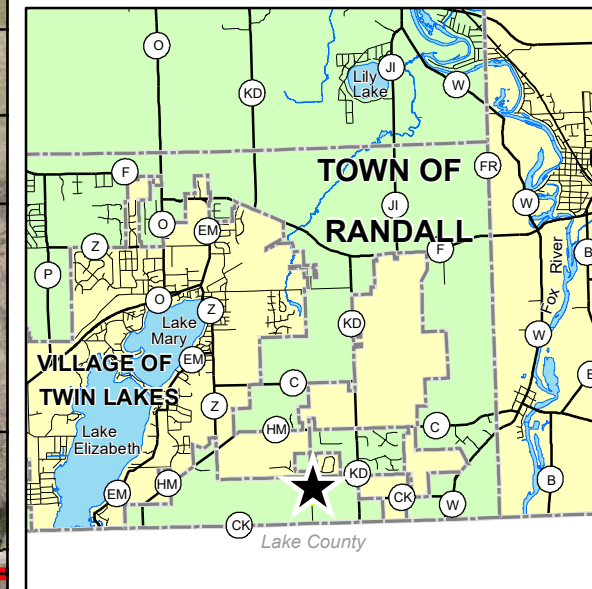 O
KD
JI
Lily
Lake
W
TOWN OF
F
FR
JI
W
O
EM
RANDALL
F
Z
B
P
Fox River
O
Z
Lake
Mary
KD
W
EM
VILLAGE OF
TWIN LAKES
C
Z
HM
C
Lake
Elizabeth
KD
HM
EM
CK
W
B
CK
Lake County